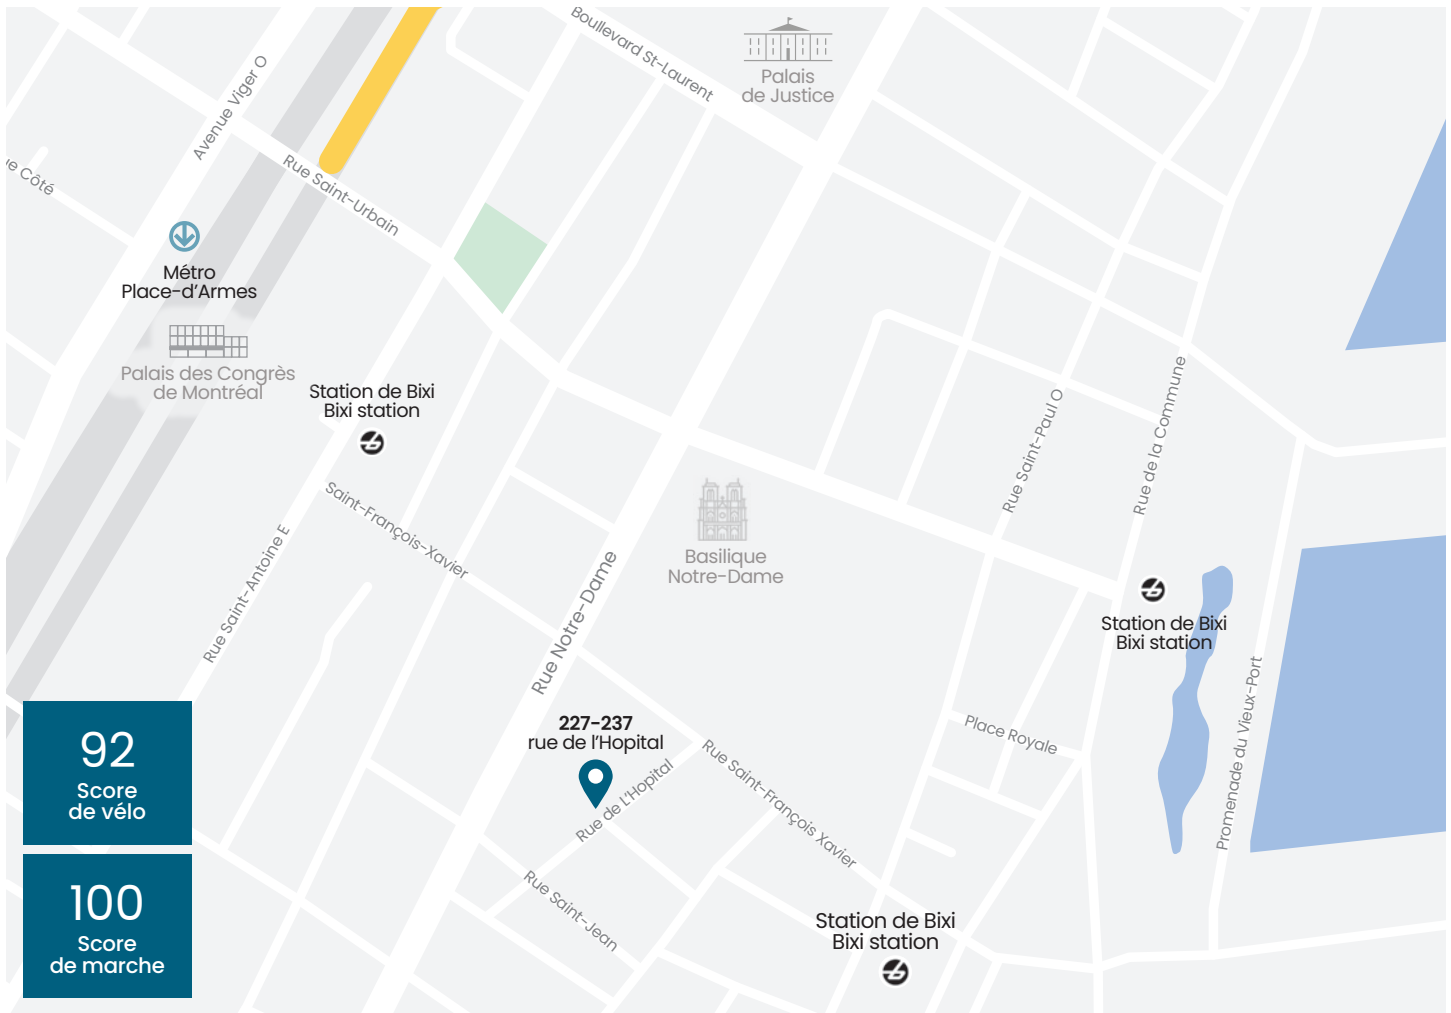 Boullevard St-Laurent
Palais
de Justice
Avenue Viger O
Rue Saint-Urbain
ue Côté
Métro
Place-d'Armes
Palais des Congrès
de Montréal
Station de Bixi
Bixi station
Rue Saint-Paul O
Rue de la Commune
Saint-François-Xavier
Basilique
Notre-Dame
Rue Saint-Antoine E
Rue Notre-Dame
Station de Bixi
Bixi station
Promenade du Vieux-Port
227-237
rue de l'Hopital
Place Royale
92
Score
de vélo
Rue de L'Hopital
Rue Saint-François Xavier
100
Score
de marche
Rue Saint-Jean
Station de Bixi
Bixi station